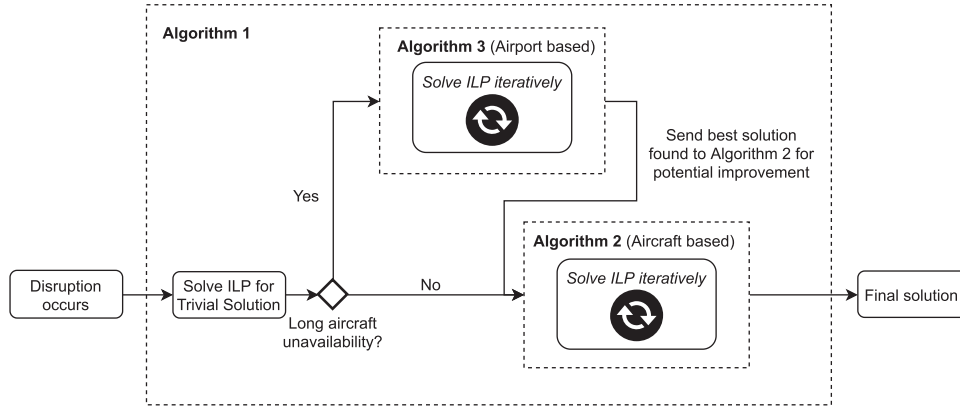 Algorithm 1
Algorithm 3 (Airport based)
Solve ILP iteratively
Send best solution
found to Algorithm 2 for
potential improvement
Yes
Algorithm 2 (Aircraft based)
Solve ILP iteratively
Disruption
occurs
Solve ILP for
Trivial Solution
No
Long aircraft
unavailability?
Final solution